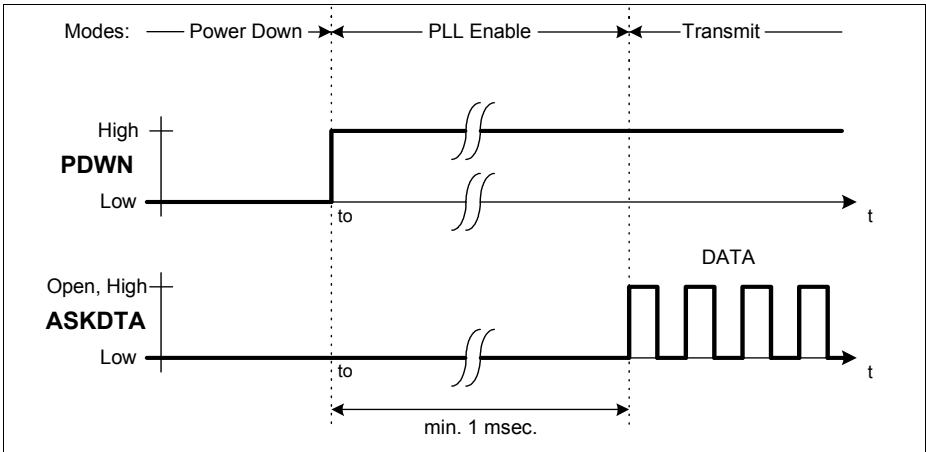 Modes: Power Down PLL Enable Transmit
High
PDWN
Low
to
t
DATA
Open, High
ASKDTA
Low
to
t
min. 1 msec.